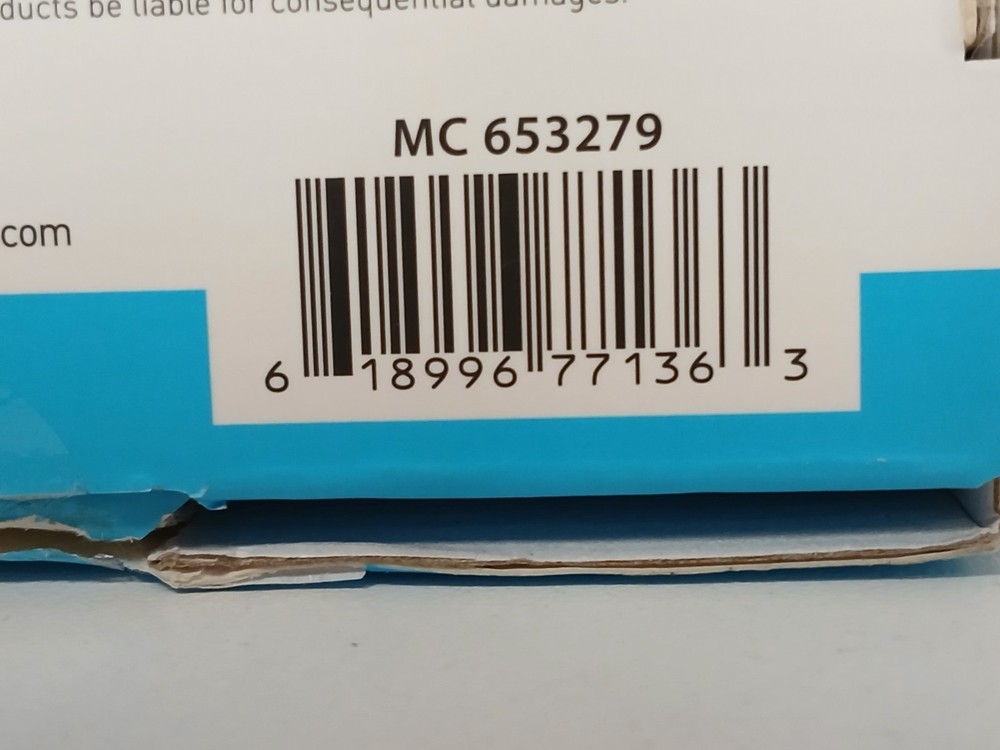 ducts be liable for consequential damages.
MC 653279
com
6 18996 77136 3